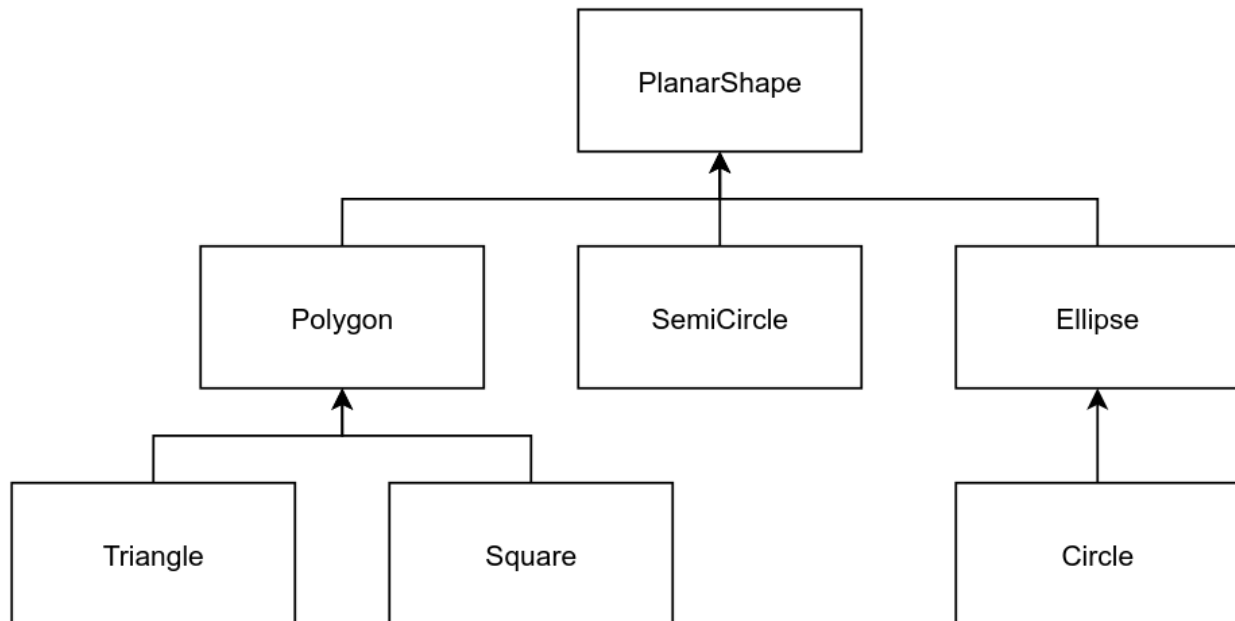 PlanarShape
Polygon
SemiCircle
Ellipse
Triangle
Square
Circle